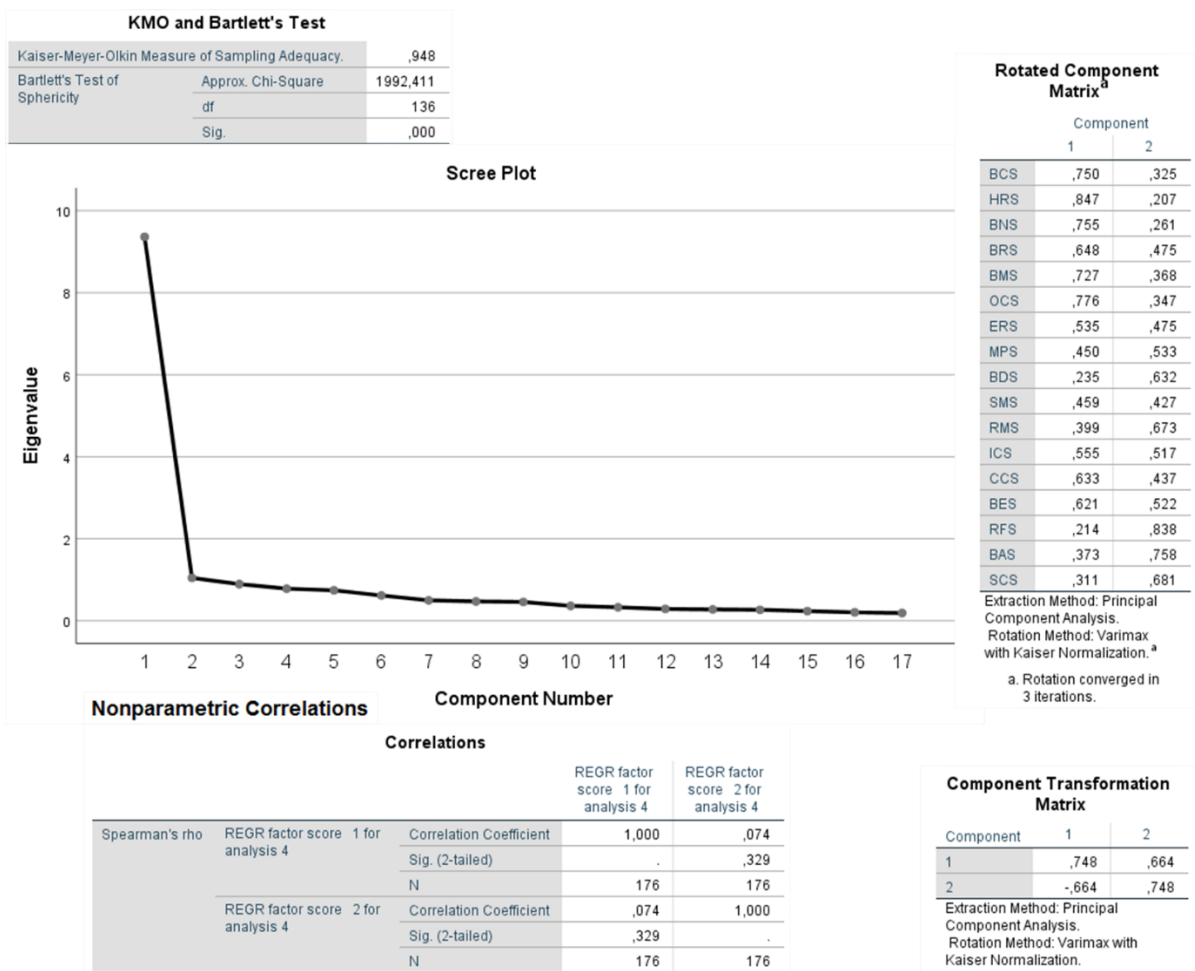 KMO and Bartlett's Test
Kaiser-Meyer-Olkin Measure of Sampling Adequacy. ,948
Bartlett's Test of Sphericity Approx. Chi-Square 1992,411
df 136
Sig. ,000
Scree Plot
Eigenvalue
10
8
6
4
2
0
1 2 3 4 5 6 7 8 9 10 11 12 13 14 15 16 17
Component Number
Rotated Component
Matrixa
Component
1 2
BCS ,750 ,325
HRS ,847 ,207
BNS ,755 ,261
BRS ,648 ,475
BMS ,727 ,368
OCS ,776 ,347
ERS ,535 ,475
MPS ,450 ,533
BDS ,235 ,632
SMS ,459 ,427
RMS ,399 ,673
ICS ,555 ,517
CCS ,633 ,437
BES ,621 ,522
RFS ,214 ,838
BAS ,373 ,758
SCS ,311 ,681
Extraction Method: Principal
Component Analysis.
Rotation Method: Varimax
with Kaiser Normalization.a
a. Rotation converged in
3 iterations.
Nonparametric Correlations
Correlations
REGR factor score 1 for analysis 4 REGR factor score 2 for analysis 4
Spearman's rho REGR factor score 1 for analysis 4 Correlation Coefficient 1,000 ,074
Sig. (2-tailed) . ,329
N 176 176
REGR factor score 2 for analysis 4 Correlation Coefficient ,074 1,000
Sig. (2-tailed) ,329 .
N 176 176
Component Transformation
Matrix
Component 1 2
1 ,748 ,664
2 -,664 ,748
Extraction Method: Principal
Component Analysis.
Rotation Method: Varimax with
Kaiser Normalization.